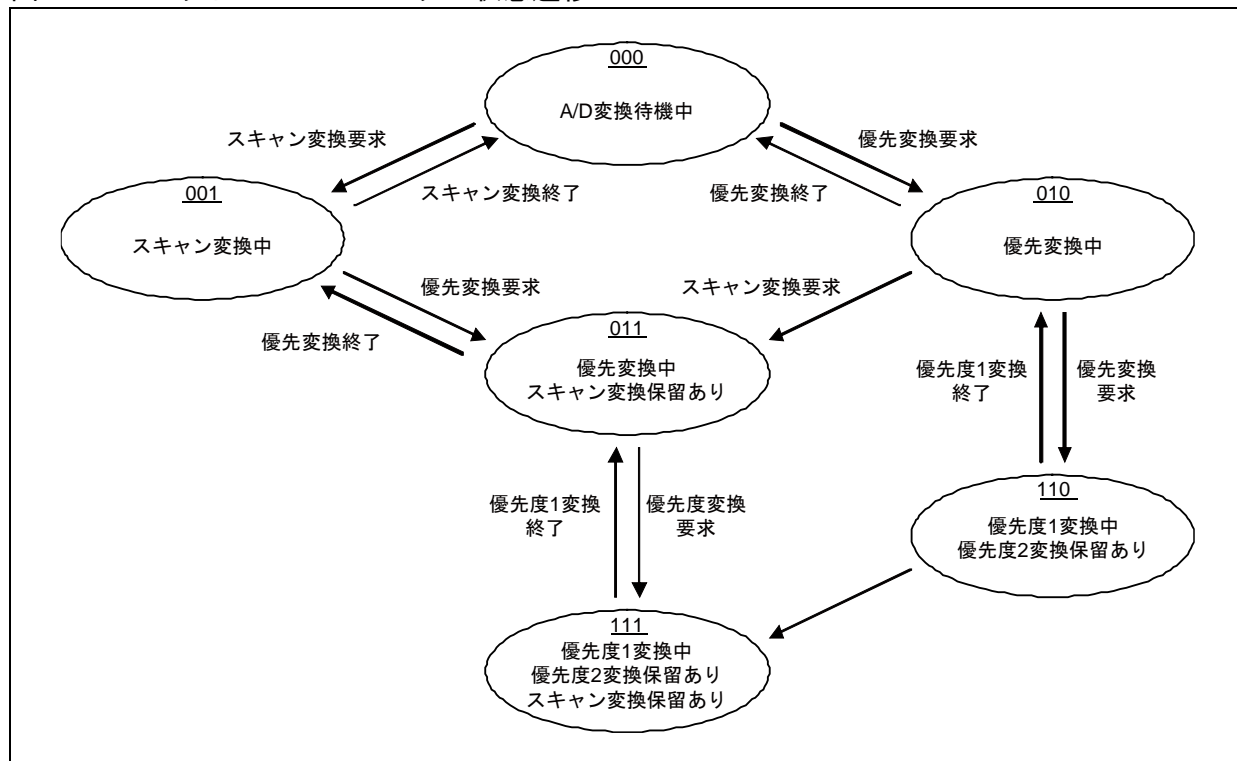 000
A/D変換待機中
スキャン変換要求
優先変換要求
スキャン変換終了
優先変換終了
001
スキャン変換中
010
優先変換中
優先変換要求
スキャン変換要求
優先変換終了
011
優先変換中
スキャン変換保留あり
優先度1変換
終了
優先変換
要求
優先度1変換
終了
優先度変換
要求
110
優先度1変換中
優先度2変換保留あり
111
優先度1変換中
優先度2変換保留あり
スキャン変換保留あり